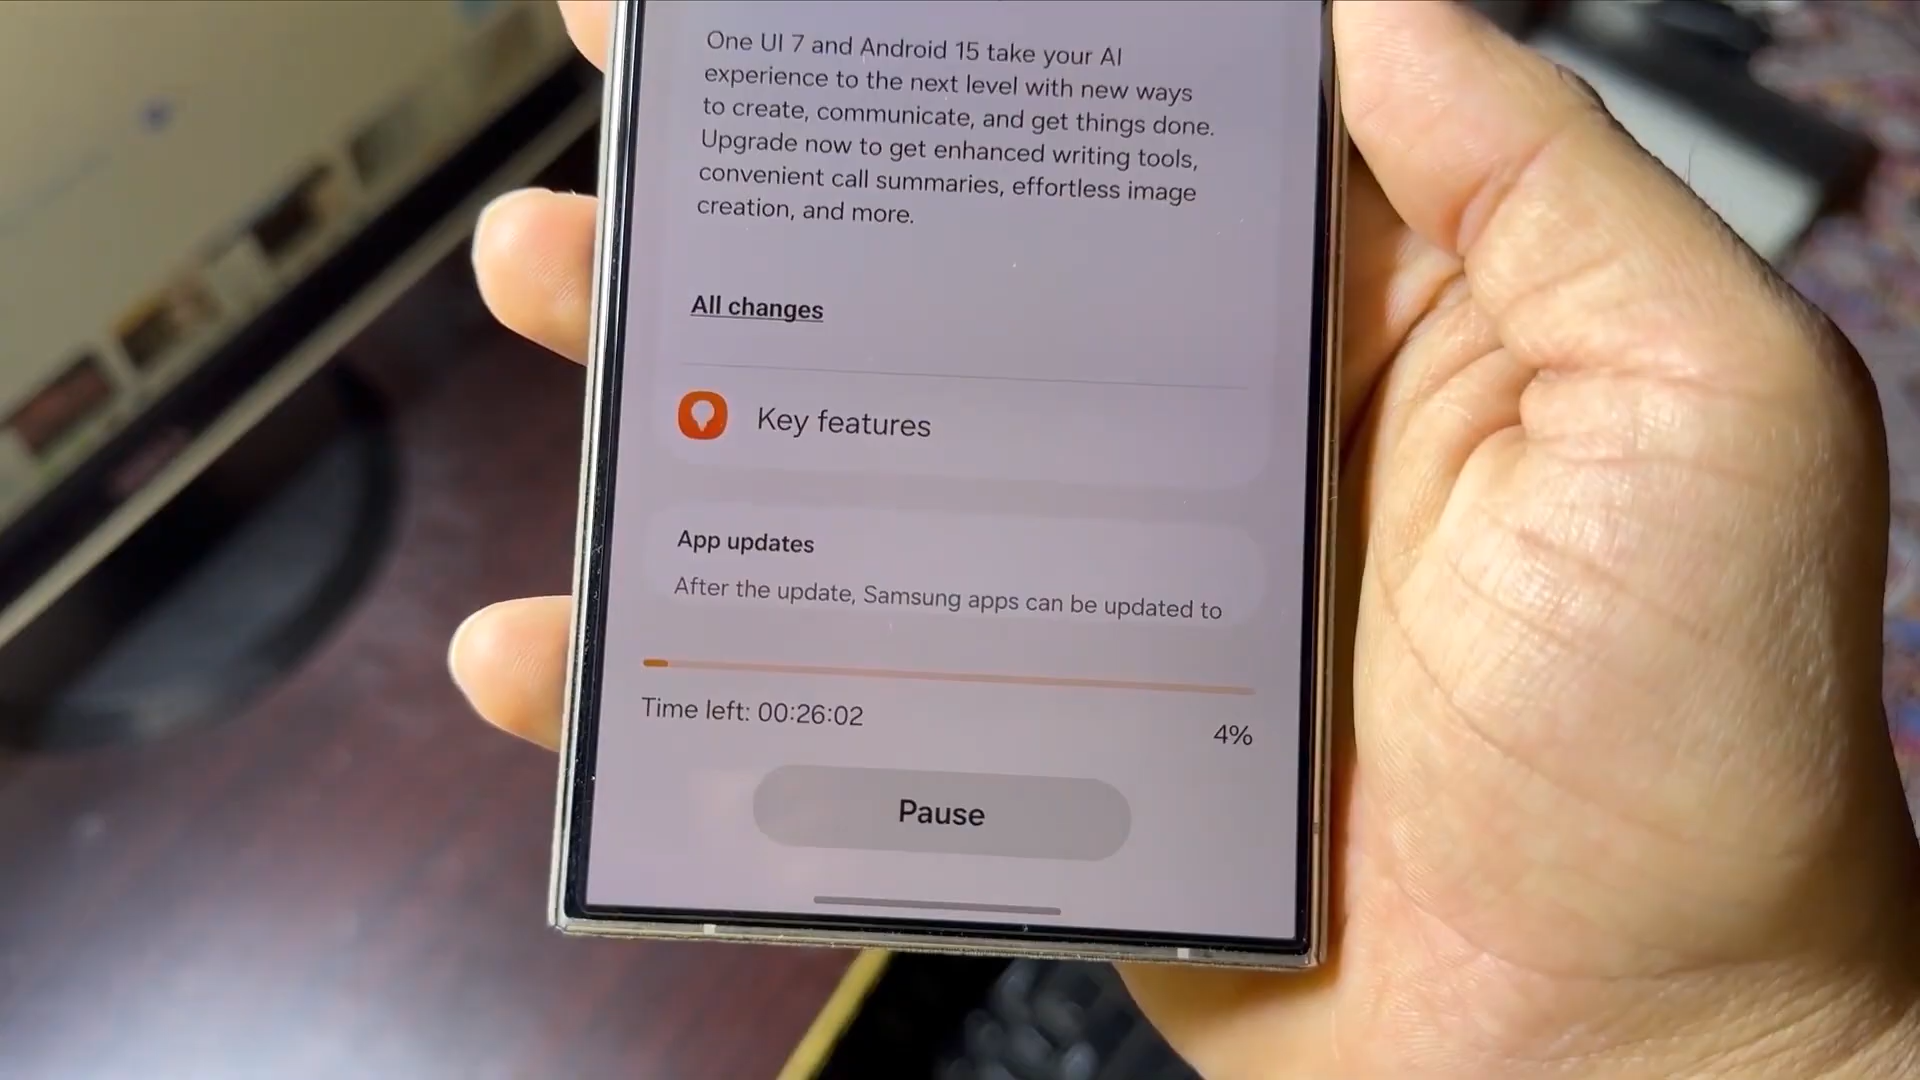 One UI 7 and Android 15 take your AI
experience to the next level with new ways
to create, communicate, and get things done.
Upgrade now to get enhanced writing tools,
convenient call summaries, effortless image
creation, and more.
All changes
Key features
App updates
After the update, Samsung apps can be updated to
Time left: 00:26:02
4%
Pause